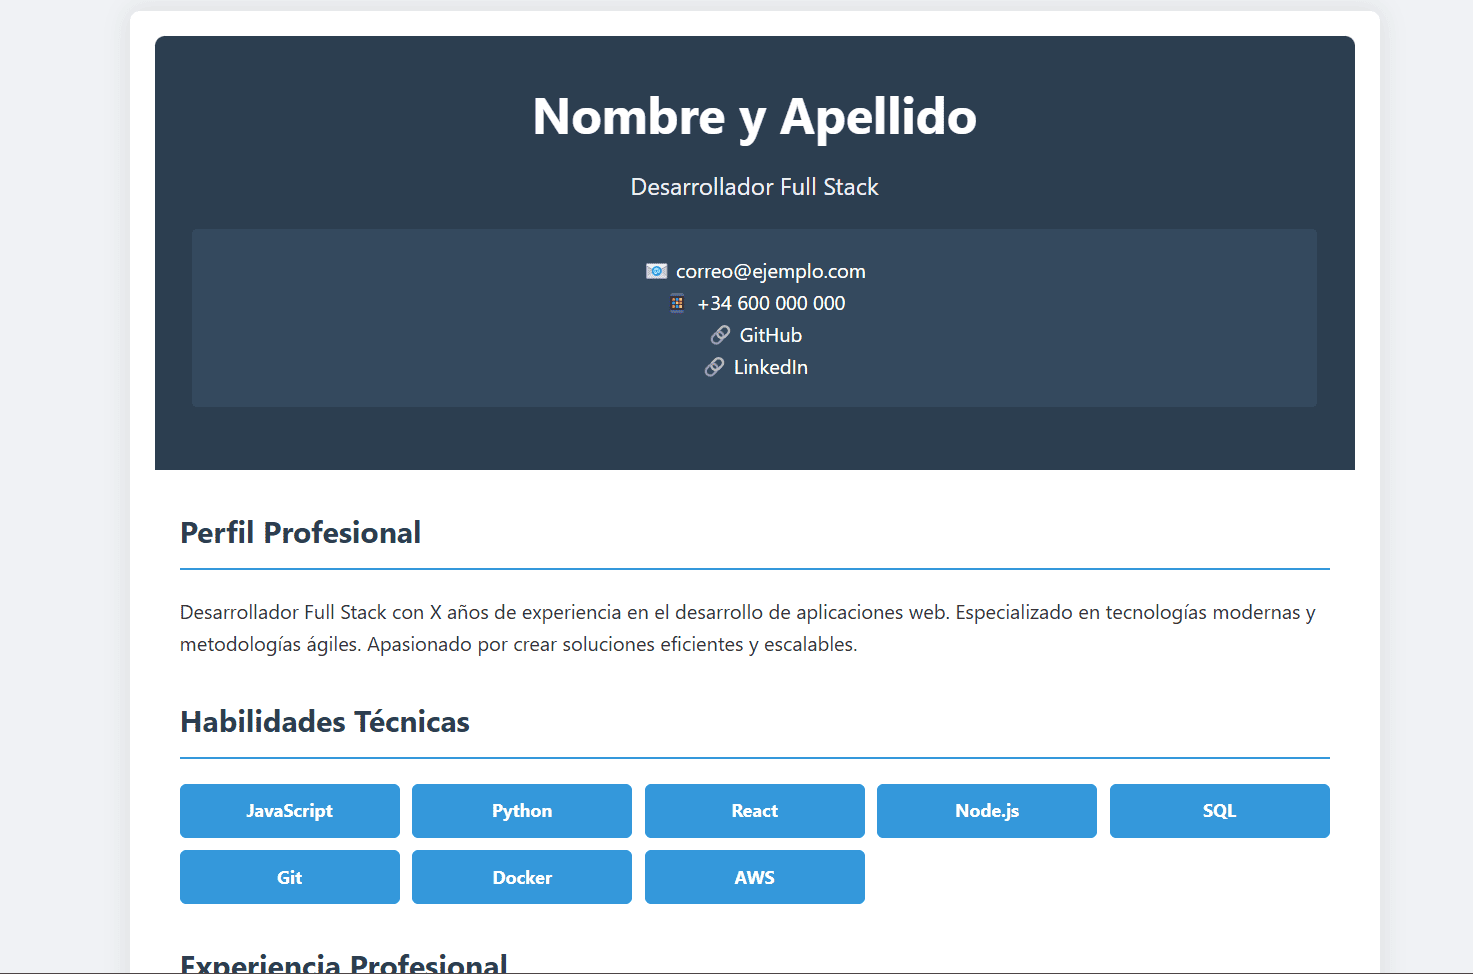 Nombre y Apellido
Desarrollador Full Stack
correo@ejemplo.com
+34 600 000 000
GitHub
LinkedIn
Perfil Profesional
Desarrollador Full Stack con X años de experiencia en el desarrollo de aplicaciones web. Especializado en tecnologías modernas y
metodologías ágiles. Apasionado por crear soluciones eficientes y escalables.
Habilidades Técnicas
JavaScript Python React Node.js SQL
Git Docker AWS
Experiencia Profesional